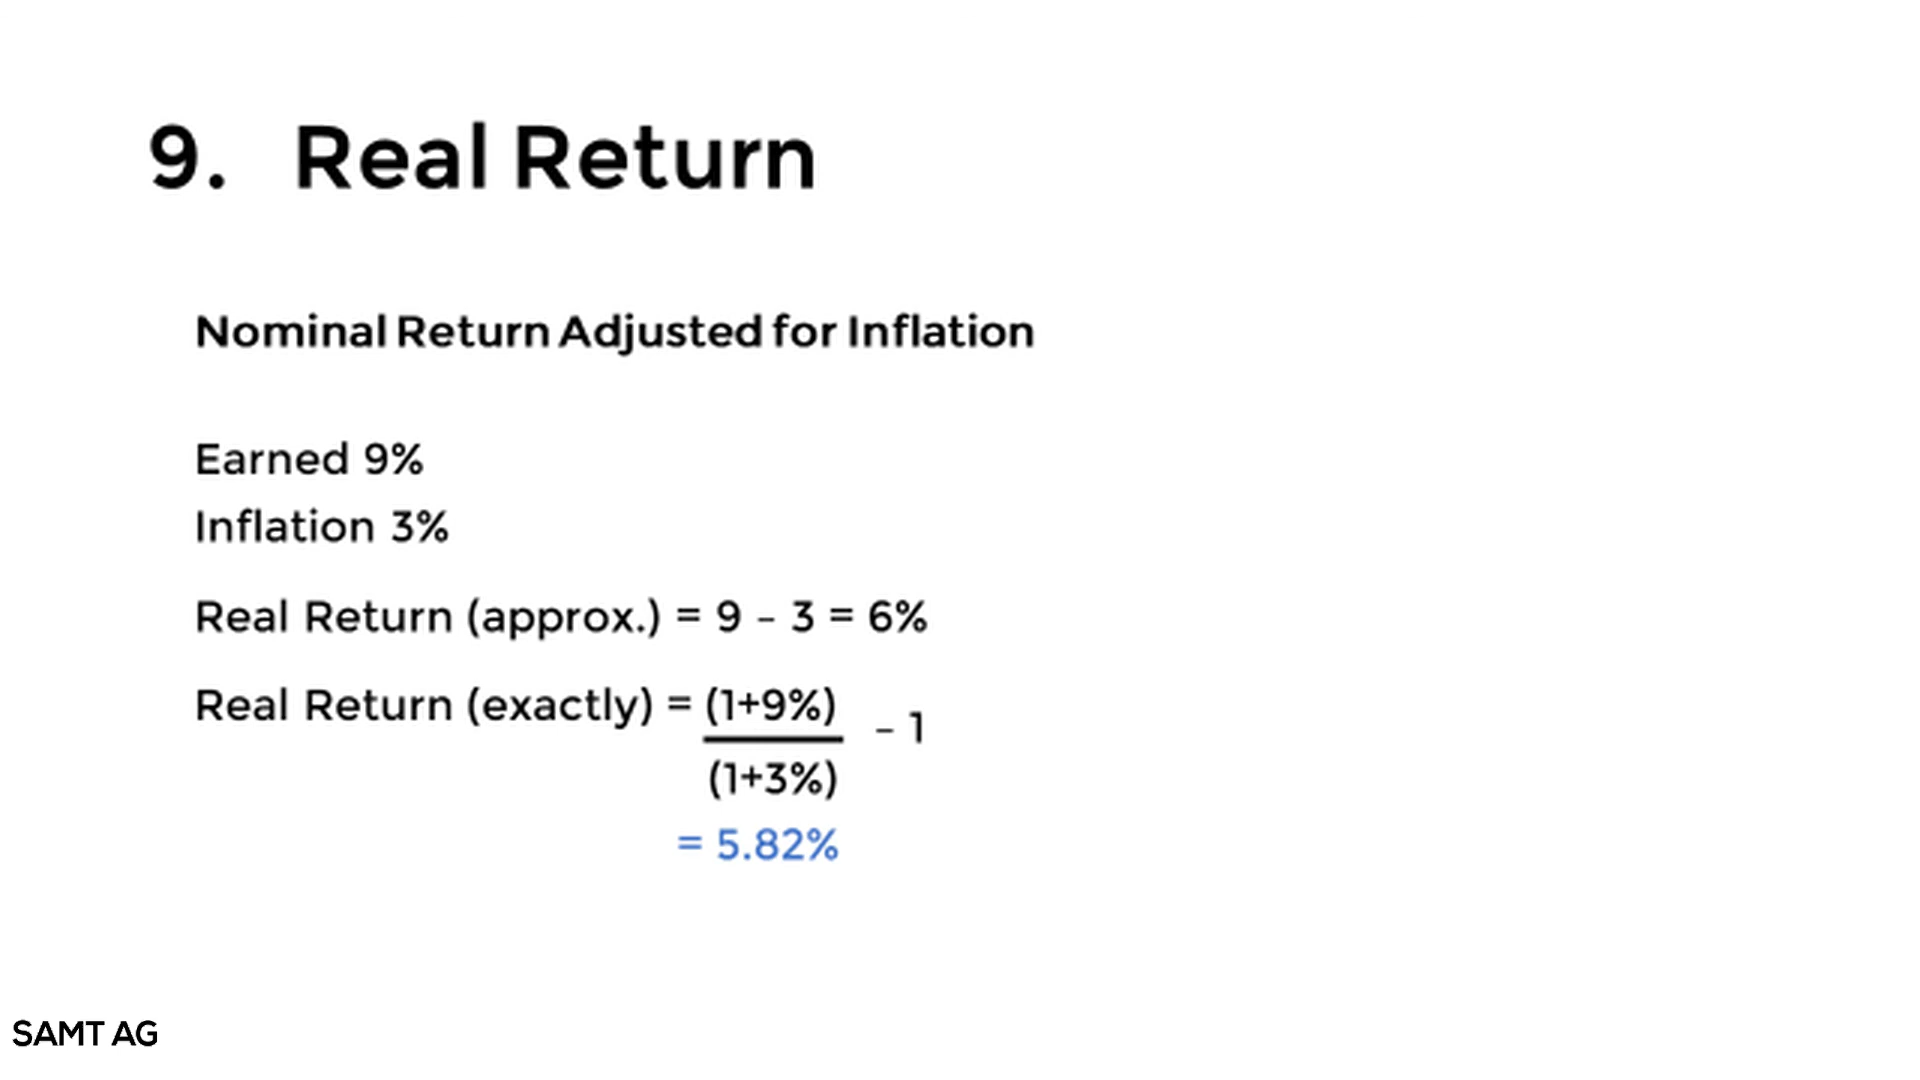 9. Real Return
Nominal Return Adjusted for Inflation
Earned 9%
Inflation 3%
Real Return (approx.) = 9 – 3 = 6%
Real Return (exactly) = (1+9%)
– 1
(1+3%)
= 5.82%
SAMT AG